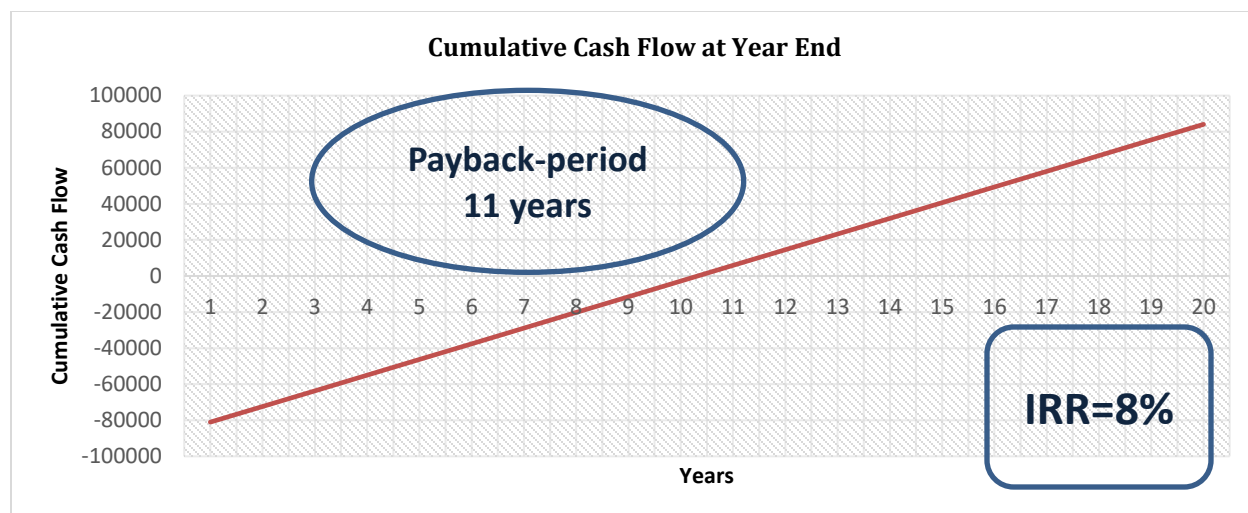 Cumulative Cash Flow at Year End
Cumulative Cash Flow
100000
80000
60000
40000
20000
0
-20000
-40000
-60000
-80000
-100000
Payback-period
11 years
1 2 3 4 5 6 7 8 9 10 11 12 13 14 15 16 17 18 19 20
IRR=8%
Years